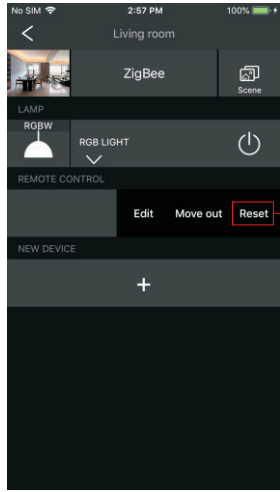 No SIM 2:57 PM 100%
Living room
ZigBee
Scene
LAMP
RGBW
RGB LIGHT
REMOTE CONTROL
Edit Move out Reset
NEW DEVICE
+